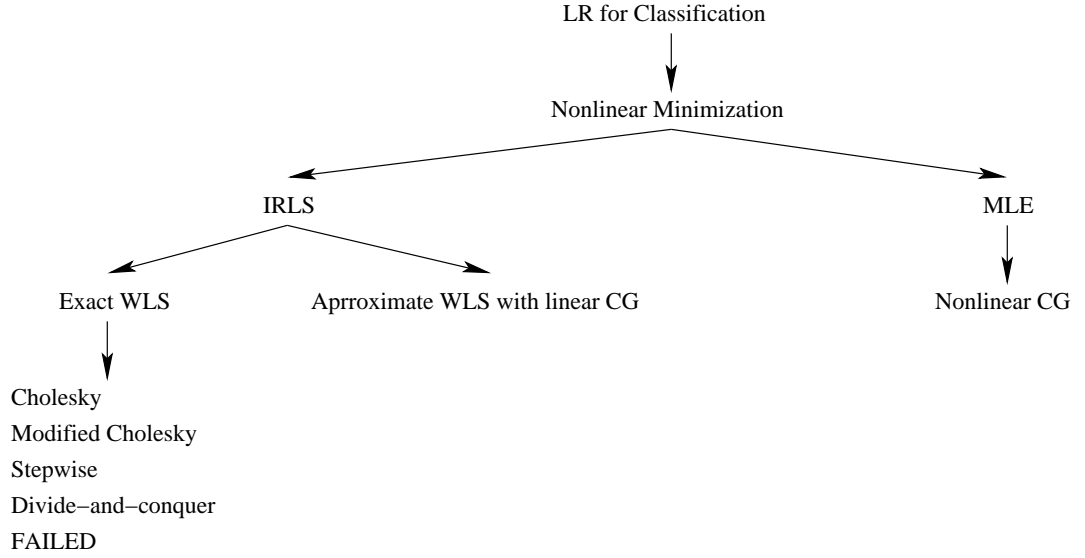 LR for Classification
Nonlinear Minimization
IRLS
MLE
Exact WLS
Aprroximate WLS with linear CG
Nonlinear CG
Cholesky
Modified Cholesky
Stepwise
Divide−and−conquer
FAILED